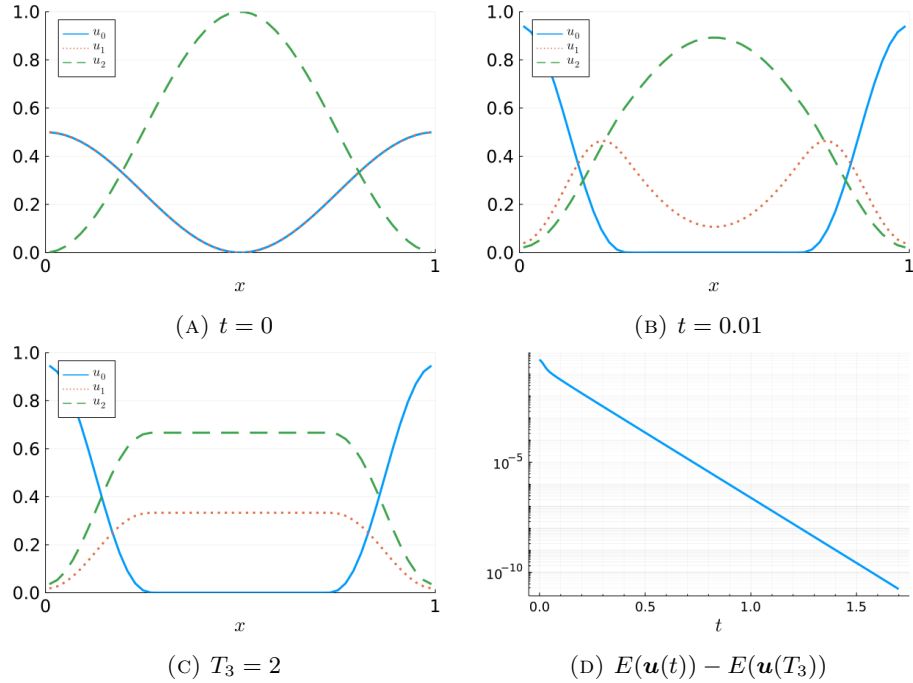 1.0
0.8
0.6
0.4
0.2
0.0
0
1
x
u₀
u₁
u₂
(A) t = 0
1.0
0.8
0.6
0.4
0.2
0.0
0
1
x
u₀
u₁
u₂
(B) t = 0.01
1.0
0.8
0.6
0.4
0.2
0.0
0
1
x
u₀
u₁
u₂
(C) T₃ = 2
10⁻⁵
10⁻¹⁰
0.0
0.5
1.0
1.5
t
(D) E(𝒖(t)) − E(𝒖(T₃))